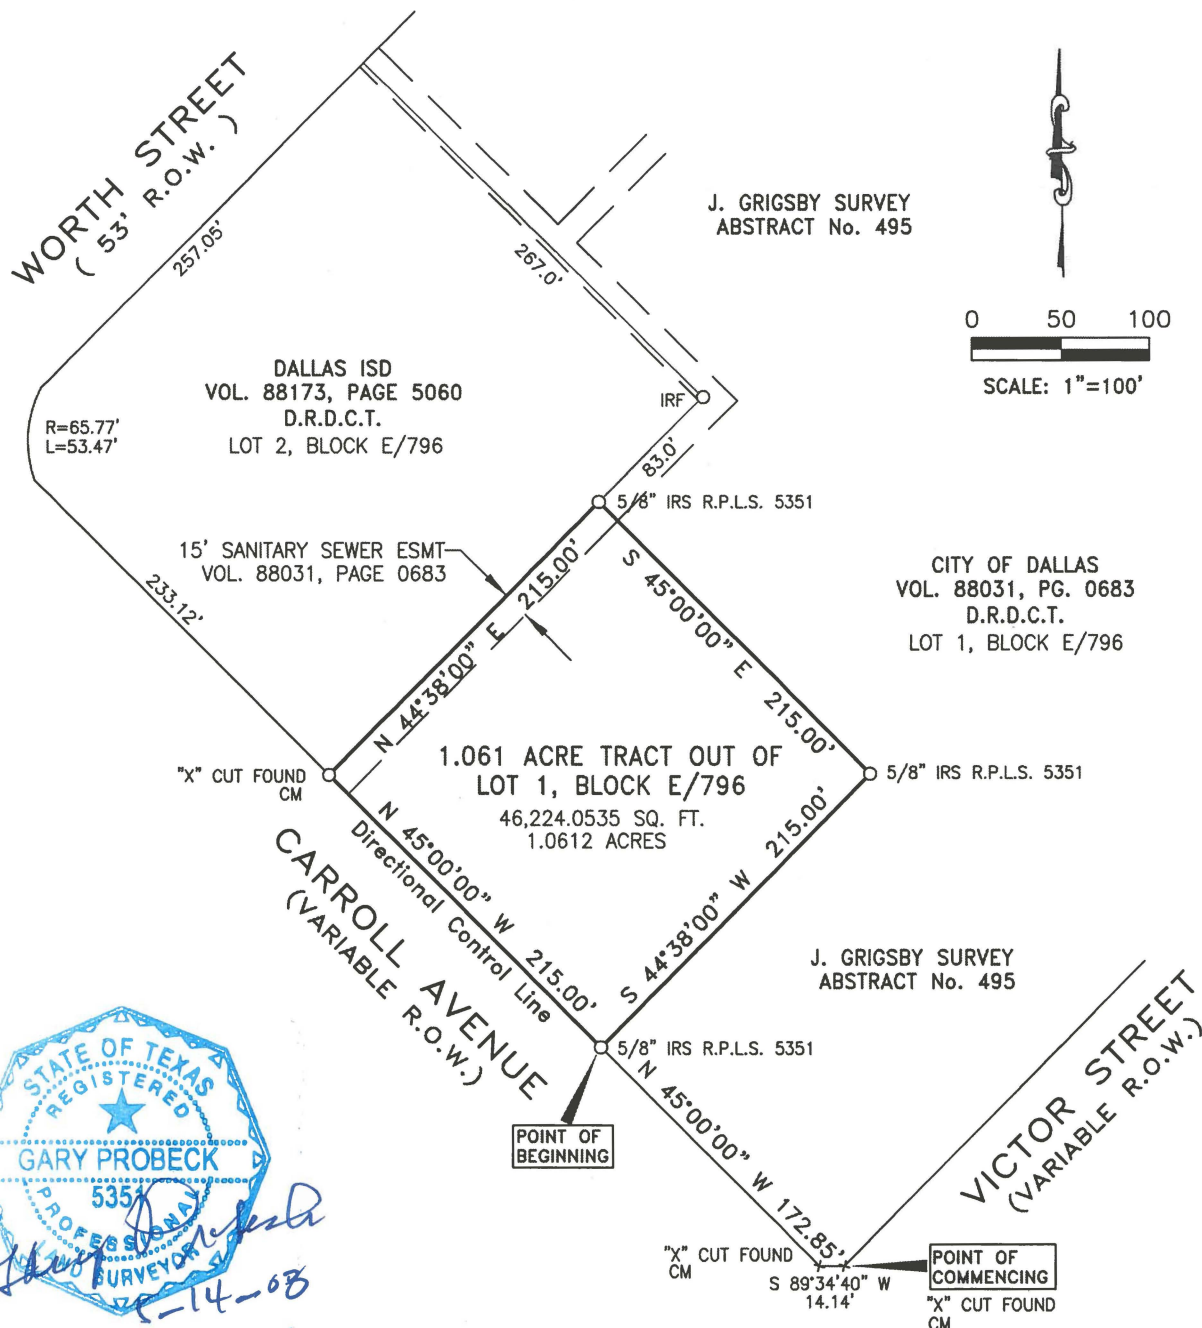 WORTH STREET
( 53' R.O.W. )
257.05'
267.0'
J. GRIGSBY SURVEY
ABSTRACT No. 495
0 50 100
SCALE: 1"=100'
DALLAS ISD
VOL. 88173, PAGE 5060
D.R.D.C.T.
LOT 2, BLOCK E/796
R=65.77'
L=53.47'
IRF
83.0'
5/8" IRS R.P.L.S. 5351
15' SANITARY SEWER ESMT
VOL. 88031, PAGE 0683
233.12'
N 44°38'00" E 215.00'
S 45°00'00" E 215.00'
CITY OF DALLAS
VOL. 88031, PG. 0683
D.R.D.C.T.
LOT 1, BLOCK E/796
"X" CUT FOUND
CM
1.061 ACRE TRACT OUT OF
LOT 1, BLOCK E/796
46,224.0535 SQ. FT.
1.0612 ACRES
5/8" IRS R.P.L.S. 5351
N 45°00'00" W 215.00'
Directional Control Line
S 44°38'00" W 215.00'
CARROLL AVENUE
(VARIABLE R.O.W.)
J. GRIGSBY SURVEY
ABSTRACT No. 495
5/8" IRS R.P.L.S. 5351
POINT OF
BEGINNING
N 45°00'00" W 172.85'
VICTOR STREET
(VARIABLE R.O.W.)
"X" CUT FOUND
CM
S 89°34'40" W
14.14'
POINT OF
COMMENCING
"X" CUT FOUND
CM
STATE OF TEXAS
REGISTERED
GARY PROBECK
5351
PROFESSIONAL
LAND SURVEYOR